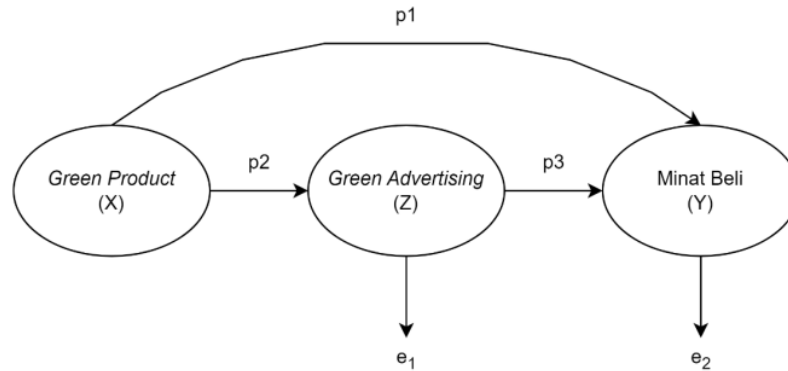 p1
Green Product
(X)
p2
Green Advertising
(Z)
p3
Minat Beli
(Y)
e₁
e₂